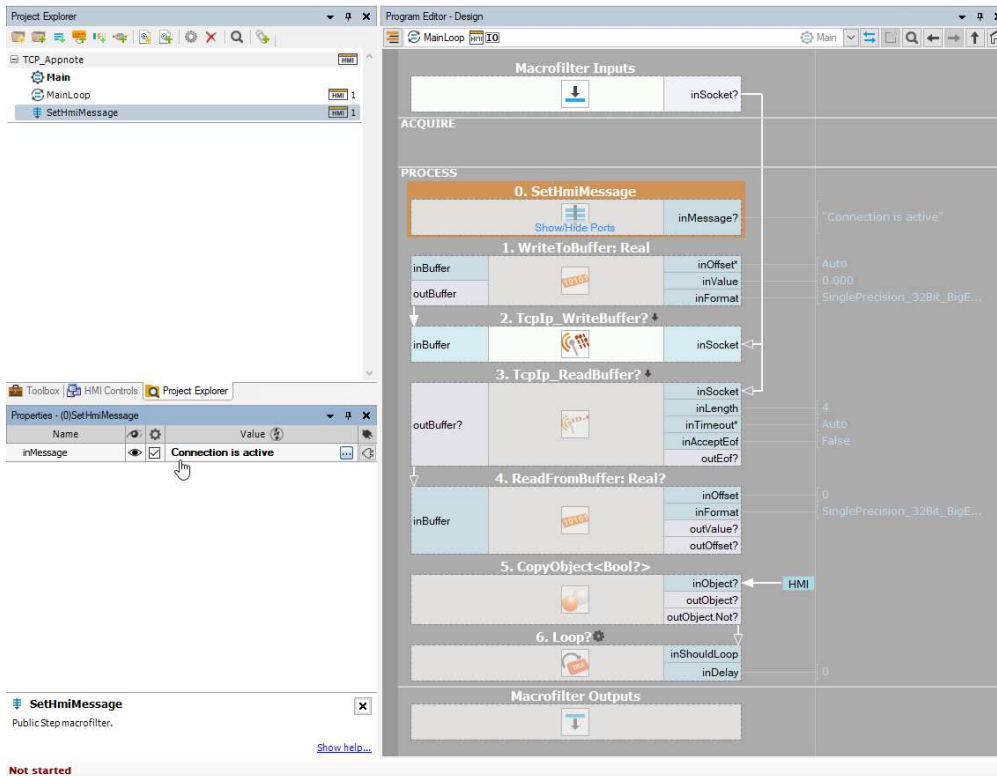 Project Explorer
TCP_Appnote
HMI
Main
MainLoop
HMI 1
SetHmiMessage
HMI 1
Toolbox
HMI Controls
Project Explorer
Properties - (0)SetHmiMessage
Name
Value
inMessage
Connection is active
...
SetHmiMessage
Public Step macrofilter.
Show help...
Not started
Program Editor - Design
MainLoop
HMI
IO
Main
Macrofilter Inputs
inSocket?
ACQUIRE
PROCESS
0. SetHmiMessage
Show/Hide Ports
inMessage?
"Connection is active"
1. WriteToBuffer: Real
inBuffer
outBuffer
inOffset*
Auto
inValue
0.000
inFormat
SinglePrecision_32Bit_BigE...
2. TcpIp_WriteBuffer?
inBuffer
inSocket
3. TcpIp_ReadBuffer?
outBuffer?
inSocket
inLength
4
inTimeout*
Auto
inAcceptEof
False
outEof?
4. ReadFromBuffer: Real?
inBuffer
inOffset
0
inFormat
SinglePrecision_32Bit_BigE...
outValue?
outOffset?
5. CopyObject<Bool?>
inObject?
HMI
outObject?
outObject.Not?
6. Loop?
inShouldLoop
inDelay
0
Macrofilter Outputs